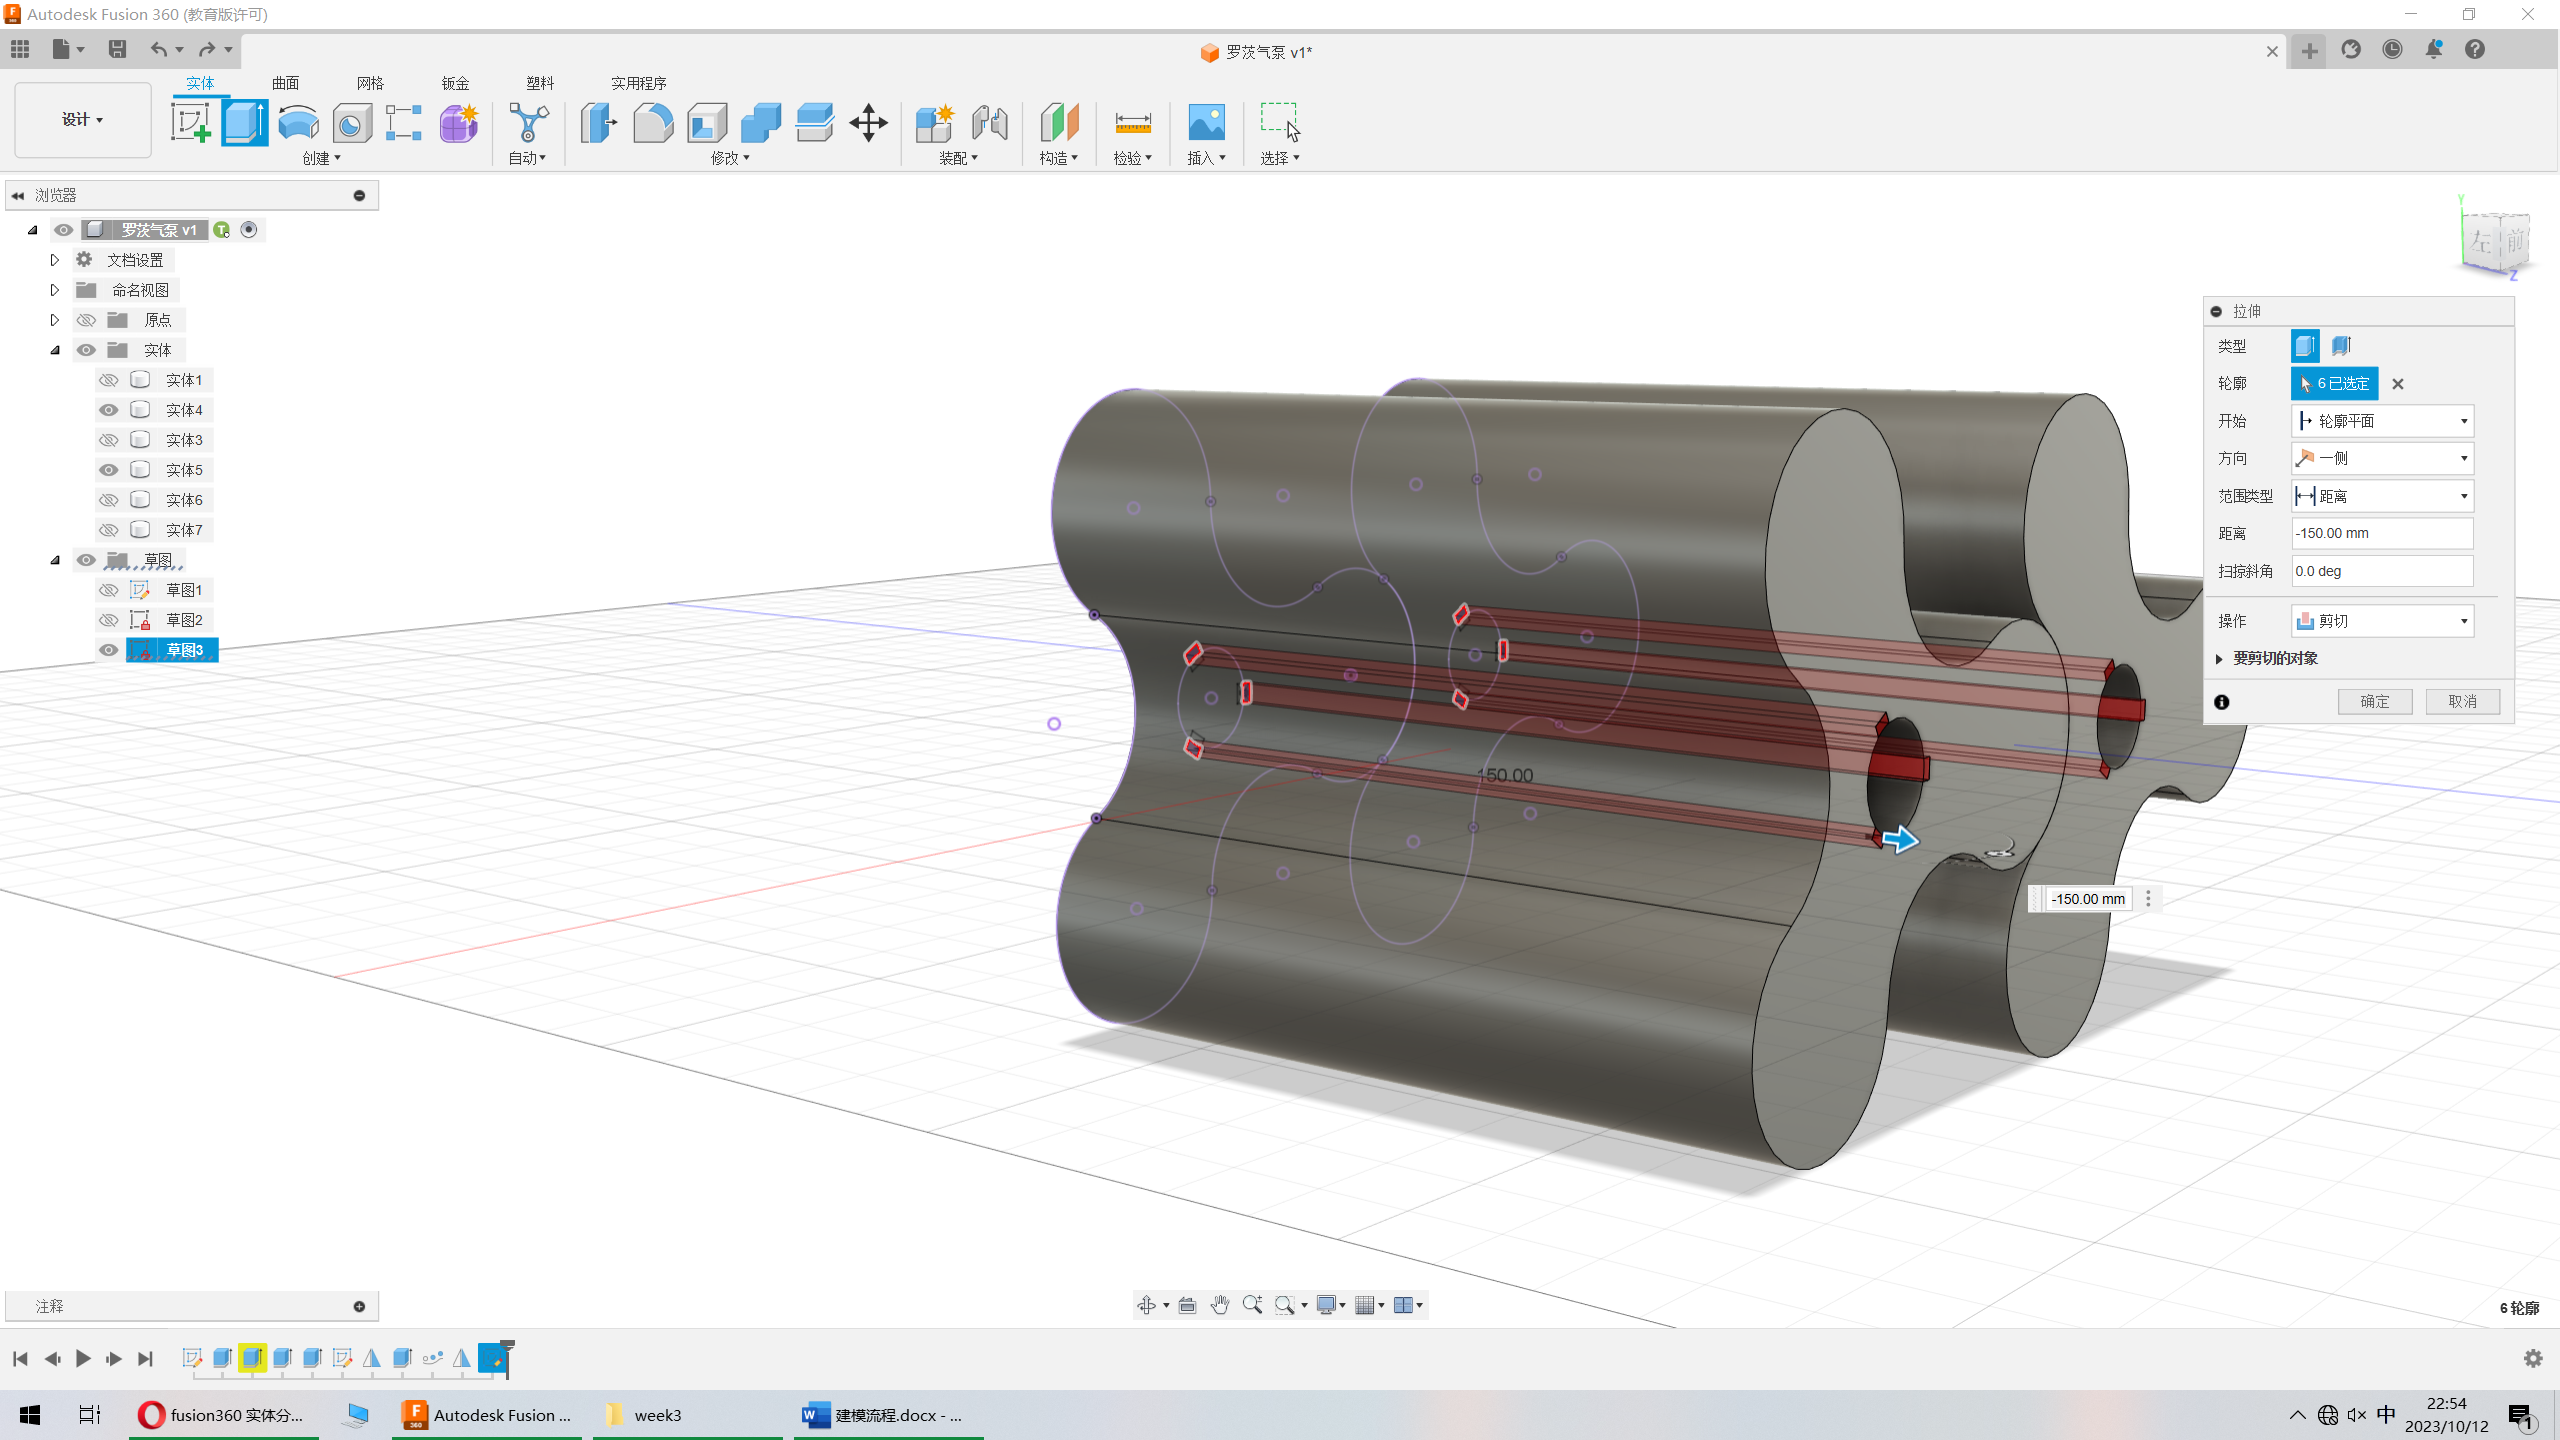 Autodesk Fusion 360 (教育版许可)
罗茨气泵 v1*
实体
曲面
网格
钣金
塑料
实用程序
设计
创建
自动
修改
装配
构造
检验
插入
选择
浏览器
罗茨气泵 v1
文档设置
命名视图
原点
实体
实体1
实体4
实体3
实体5
实体6
实体7
草图
草图1
草图2
草图3
Y
左
前
Z
拉伸
类型
轮廓
6 已选定
开始
轮廓平面
方向
一侧
范围类型
距离
距离
-150.00 mm
扫掠斜角
0.0 deg
操作
剪切
要剪切的对象
确定
取消
150.00
-150.00 mm
注释
6 轮廓
fusion360 实体分...
Autodesk Fusion ...
week3
建模流程.docx - ...
中
22:54
2023/10/12
1